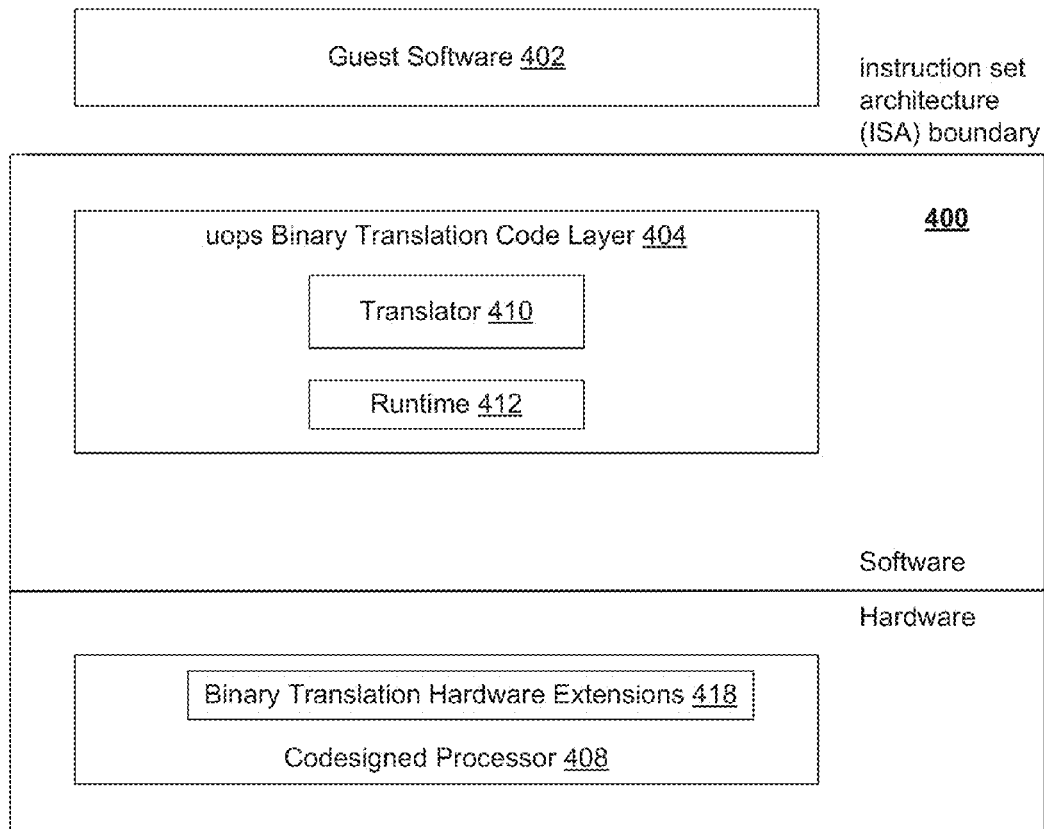 Guest Software 402
instruction set
architecture
(ISA) boundary
400
uops Binary Translation Code Layer 404
Translator 410
Runtime 412
Software
Hardware
Binary Translation Hardware Extensions 418
Codesigned Processor 408